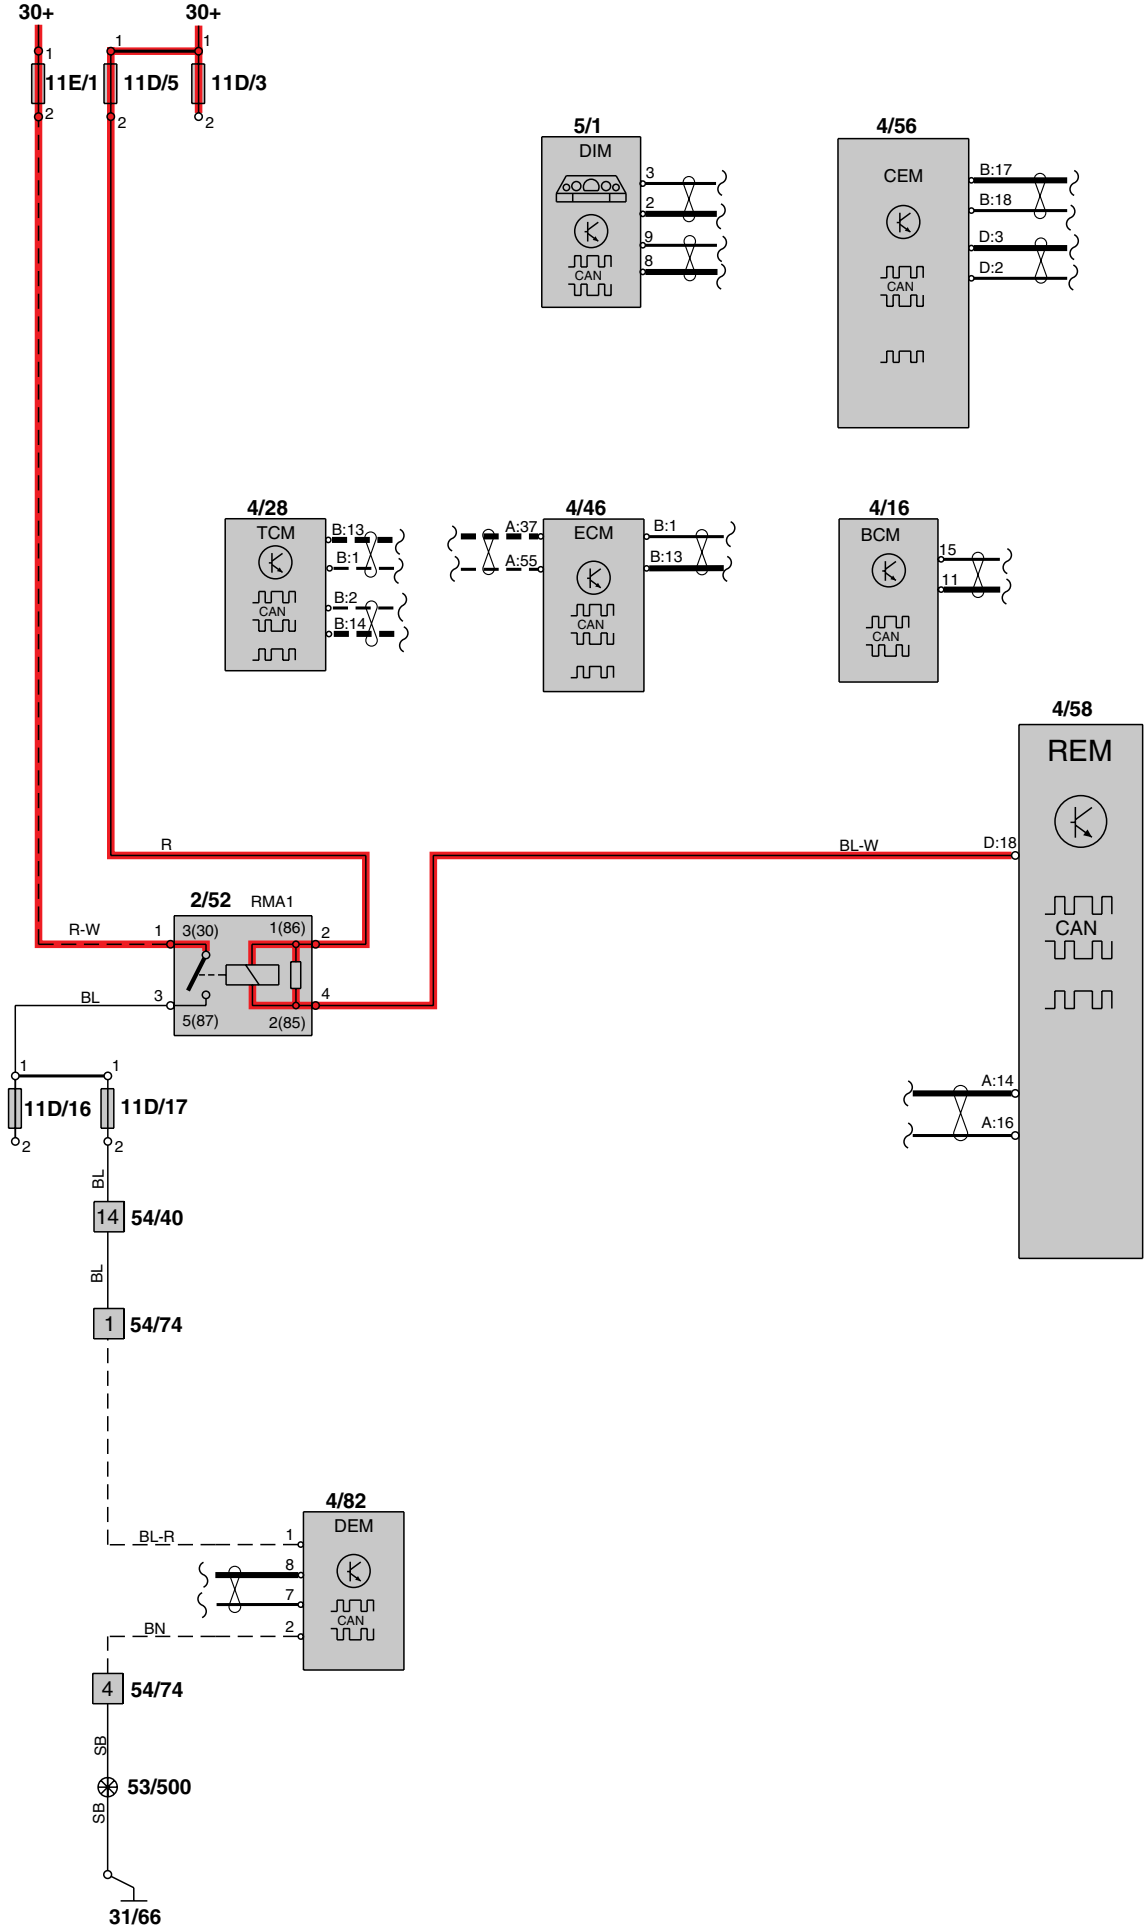 30+ 30+
1 1 1
11E/1 11D/5 11D/3
2 2 2
5/1 4/56
DIM
CEM
3
2
9
8
CAN
B:17
B:18
D:3
D:2
CAN
4/28 4/46 4/16
TCM
B:13
B:1
B:2
B:14
CAN
A:37
A:55
ECM
B:1
B:13
CAN
BCM
15
11
CAN
4/58
REM
R
BL-W
D:18
2/52 RMA1
R-W 1 3(30) 1(86) 2
CAN
BL 3 5(87) 2(85) 4
1 1
11D/16 11D/17
2 2
A:14
A:16
BL
14 54/40
BL
1 54/74
4/82
DEM
BL-R 1
8
7
CAN
BN 2
4 54/74
SB
53/500
SB
31/66